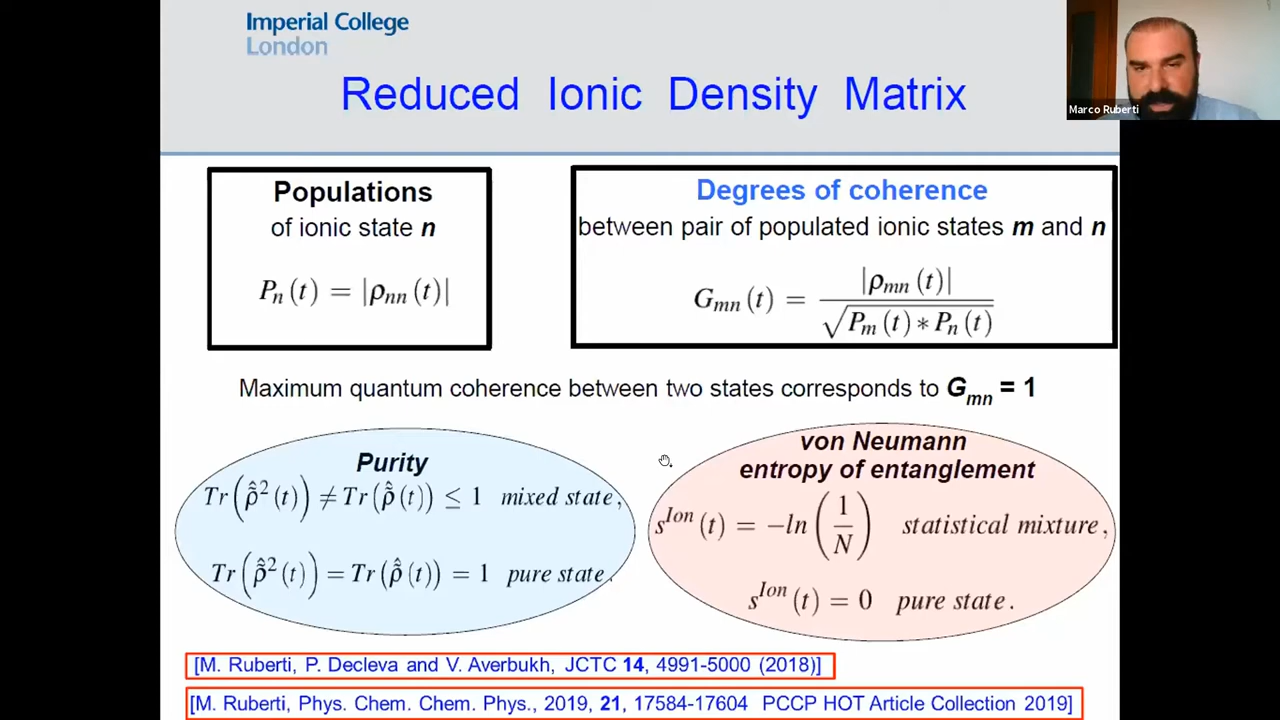 Imperial College
London
Reduced Ionic Density Matrix
Marco Ruberti
Populations
of ionic state n
Pₙ(t) = |ρₙₙ(t)|
Degrees of coherence
between pair of populated ionic states m and n
Gₘₙ(t) = |ρₘₙ(t)| / √(Pₘ(t) * Pₙ(t))
Maximum quantum coherence between two states corresponds to Gₘₙ = 1
Purity
Tr(ρ̂²(t)) ≠ Tr(ρ̂(t)) ≤ 1 mixed state,
Tr(ρ̂²(t)) = Tr(ρ̂(t)) = 1 pure state.
von Neumann
entropy of entanglement
s^Ion(t) = -ln(1/N) statistical mixture,
s^Ion(t) = 0 pure state.
[M. Ruberti, P. Decleva and V. Averbukh, JCTC 14, 4991-5000 (2018)]
[M. Ruberti, Phys. Chem. Chem. Phys., 2019, 21, 17584-17604 PCCP HOT Article Collection 2019]